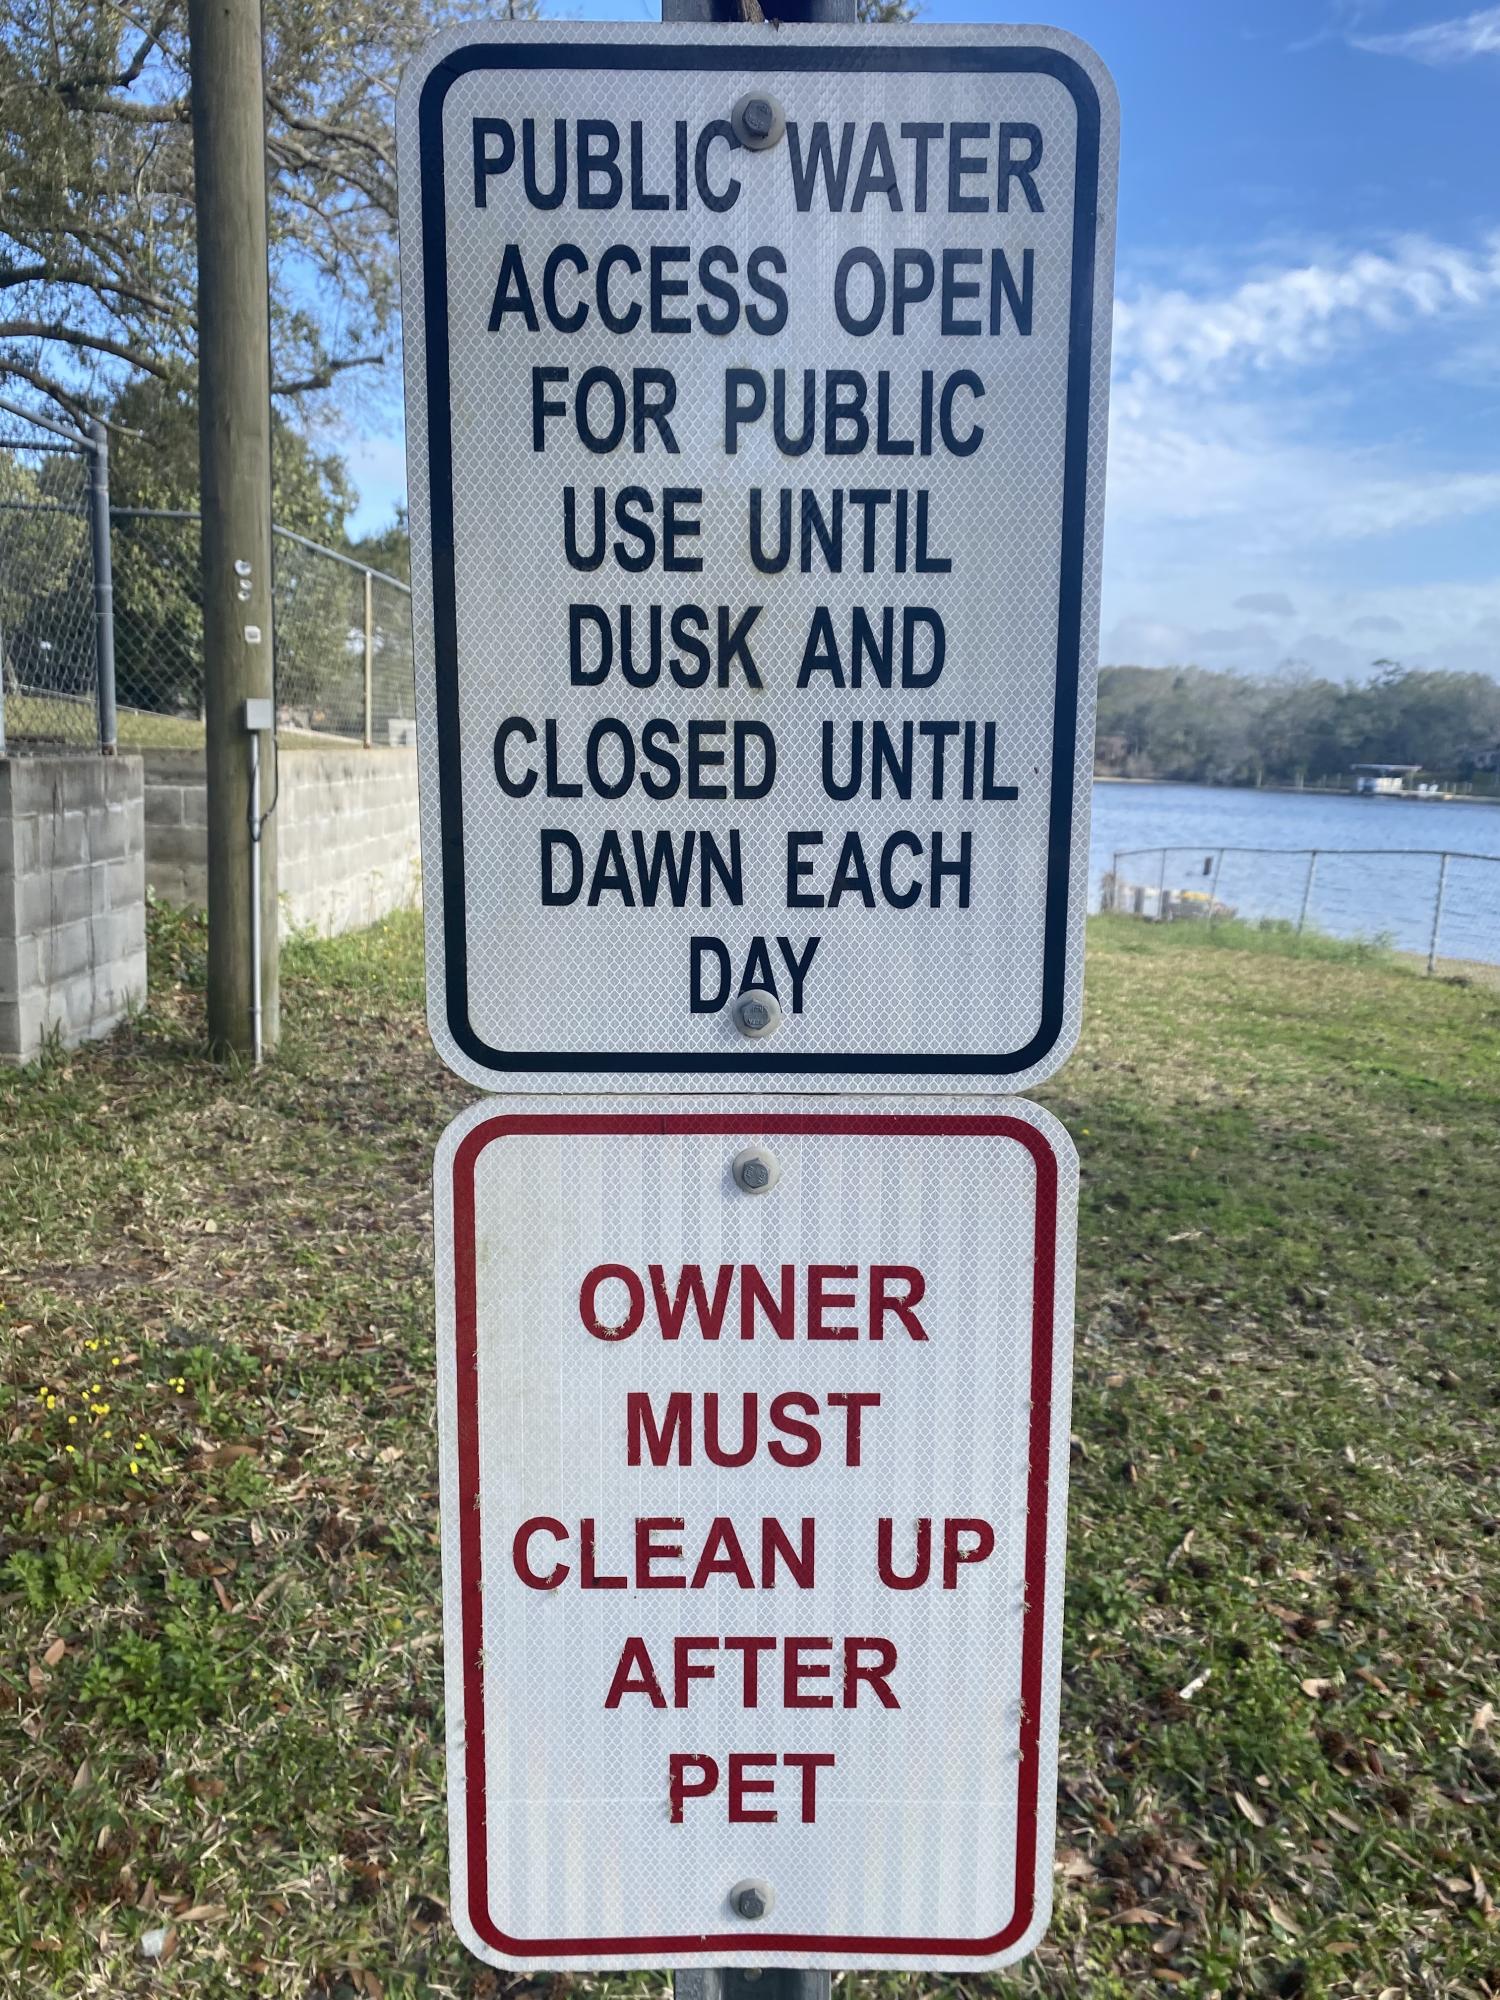 PUBLIC WATER
ACCESS OPEN
FOR PUBLIC
USE UNTIL
DUSK AND
CLOSED UNTIL
DAWN EACH
DAY
OWNER
MUST
CLEAN UP
AFTER
PET